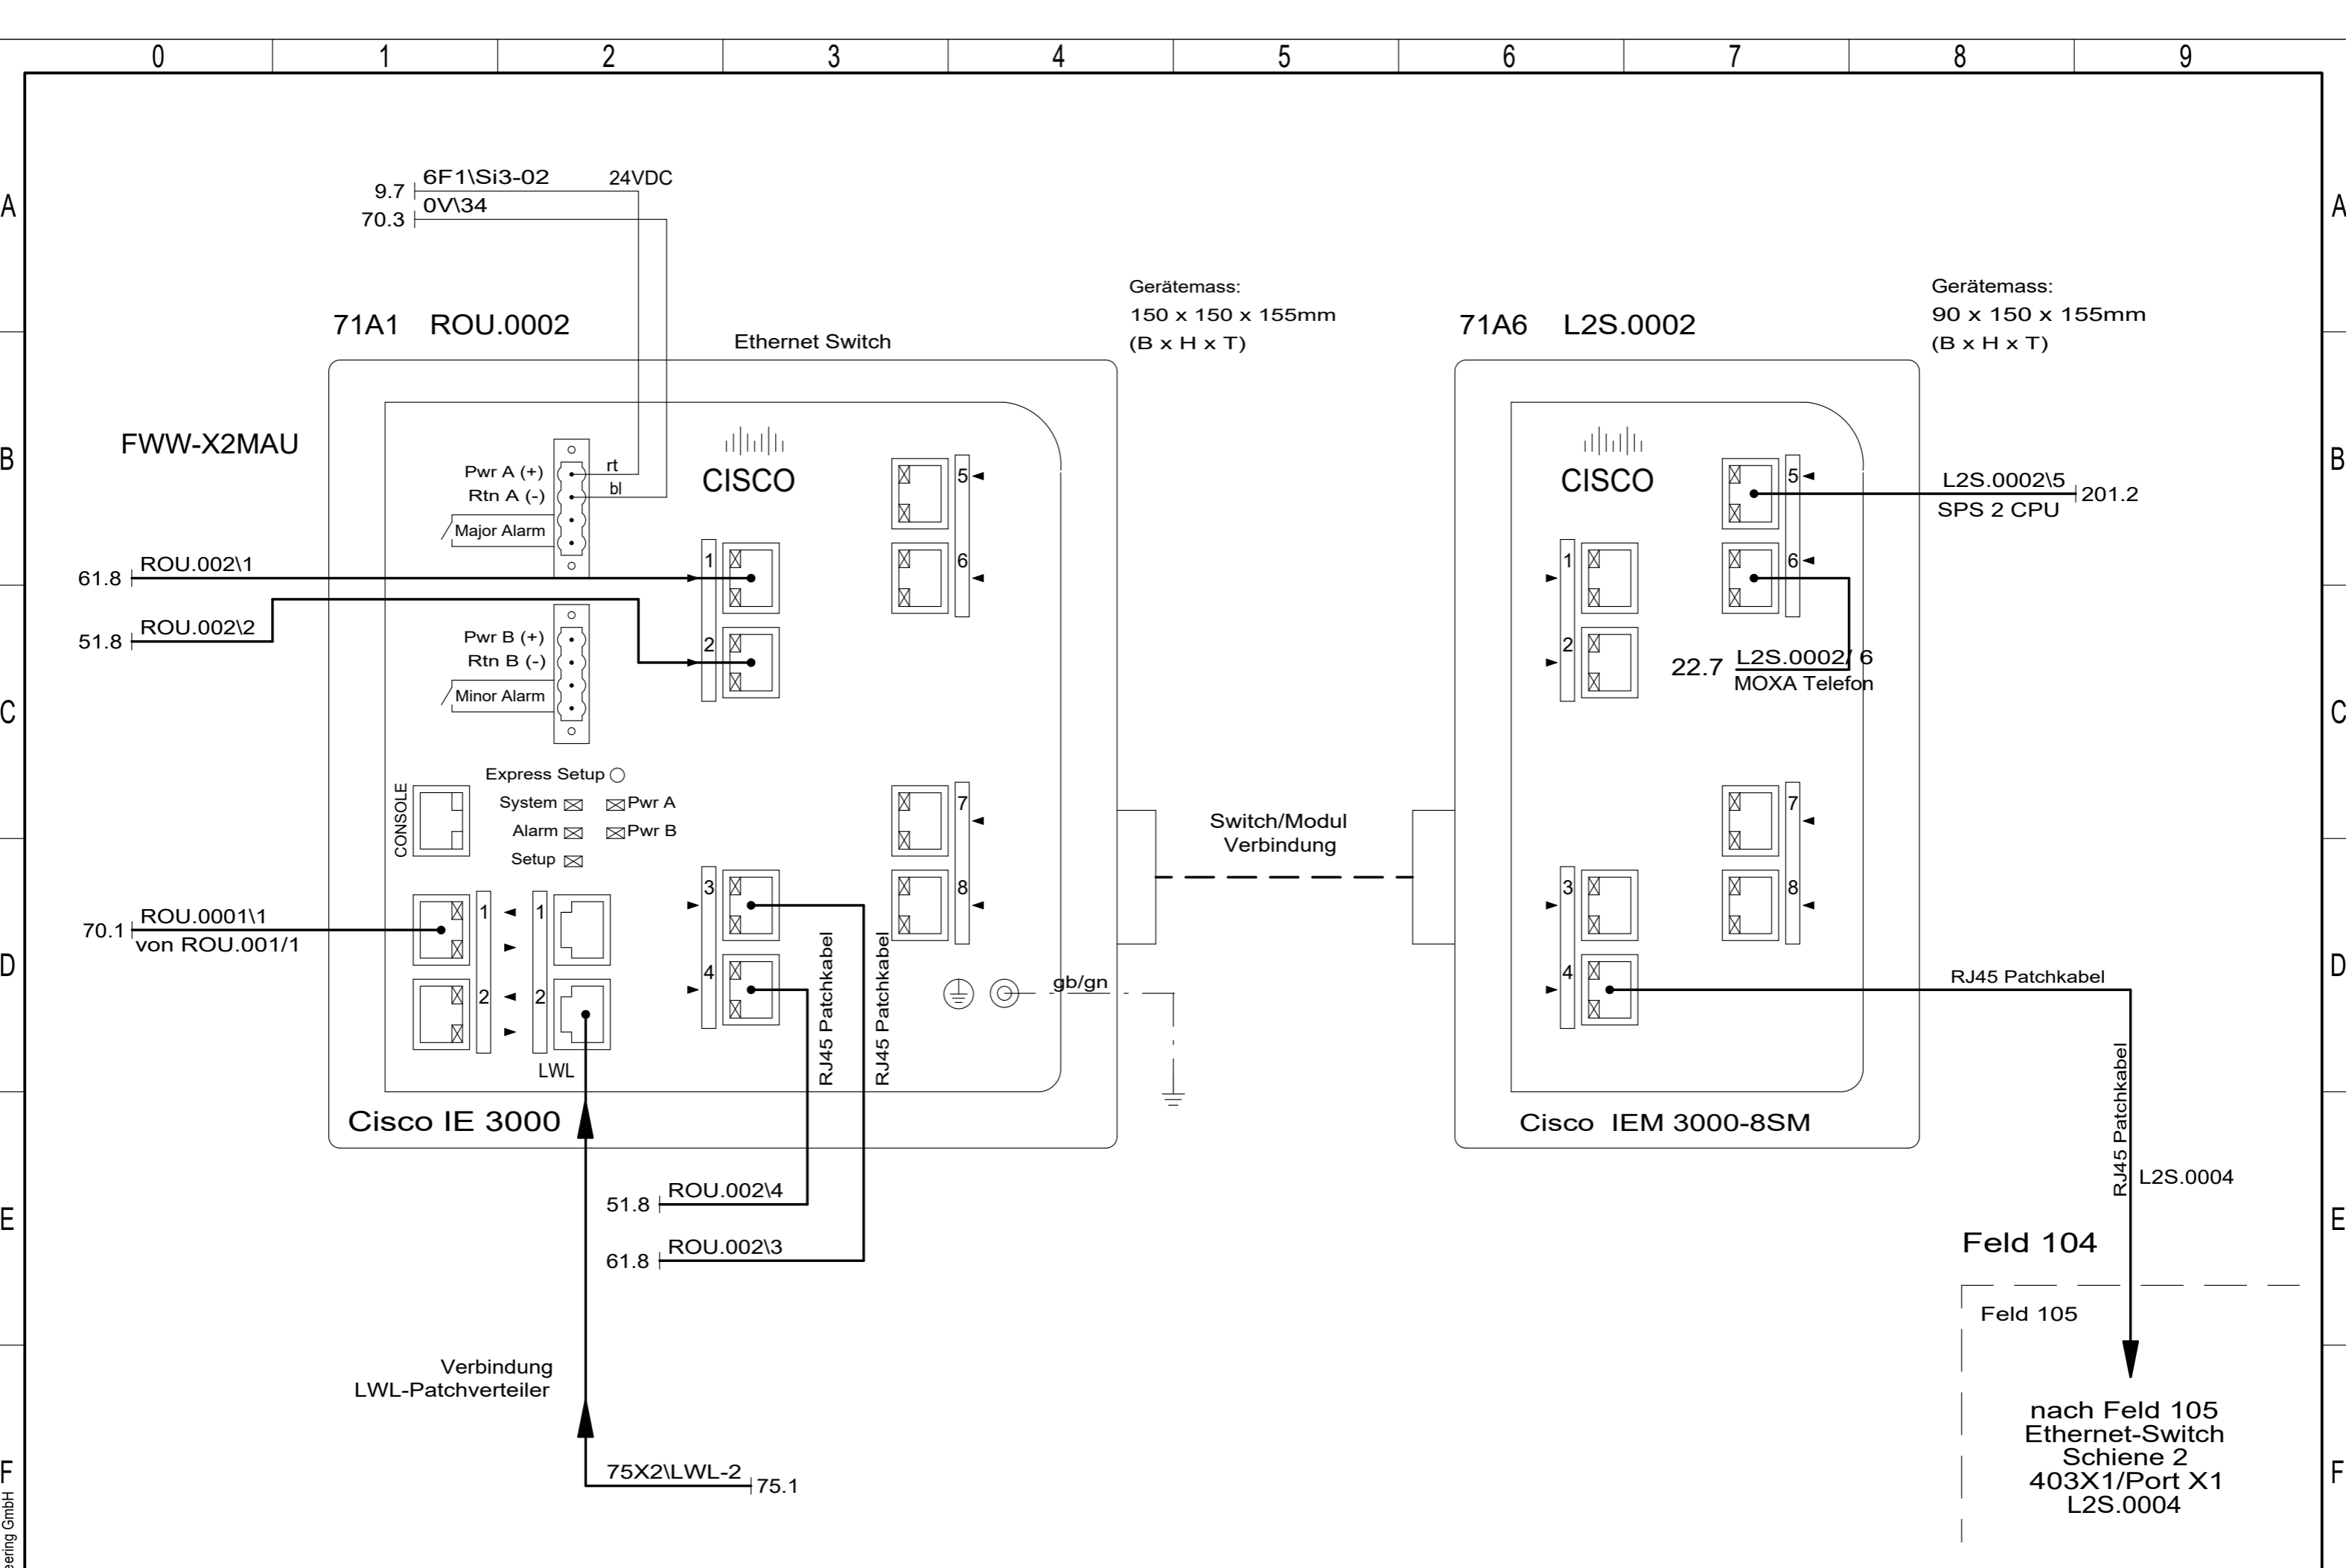 0 1 2 3 4 5 6 7 8 9
A A
9.7 6F1\Si3-02 24VDC
70.3 0V\34
71A1 ROU.0002
Ethernet Switch
Gerätemass:
150 x 150 x 155mm
(B x H x T)
71A6 L2S.0002
Gerätemass:
90 x 150 x 155mm
(B x H x T)
B B
FWW-X2MAU
Pwr A (+) rt
Rtn A (-) bl
Major Alarm
CISCO
5
6
1
2
61.8 ROU.002\1
51.8 ROU.002\2
Pwr B (+)
Rtn B (-)
Minor Alarm
CISCO
5
6
1
2
L2S.0002\5 201.2
SPS 2 CPU
22.7 L2S.0002/ 6
MOXA Telefon
C C
Express Setup
System Pwr A
Alarm Pwr B
Setup
CONSOLE
7
8
3
4
Switch/Modul
Verbindung
7
8
3
4
70.1 ROU.0001\1
von ROU.001/1
1 1
2 2
LWL
D D
RJ45 Patchkabel
RJ45 Patchkabel
gb/gn
RJ45 Patchkabel
RJ45 Patchkabel
L2S.0004
Cisco IE 3000
Cisco IEM 3000-8SM
51.8 ROU.002\4
61.8 ROU.002\3
E E
Feld 104
Feld 105
Verbindung
LWL-Patchverteiler
75X2\LWL-2 75.1
nach Feld 105
Ethernet-Switch
Schiene 2
403X1/Port X1
L2S.0004
F F
GmbH